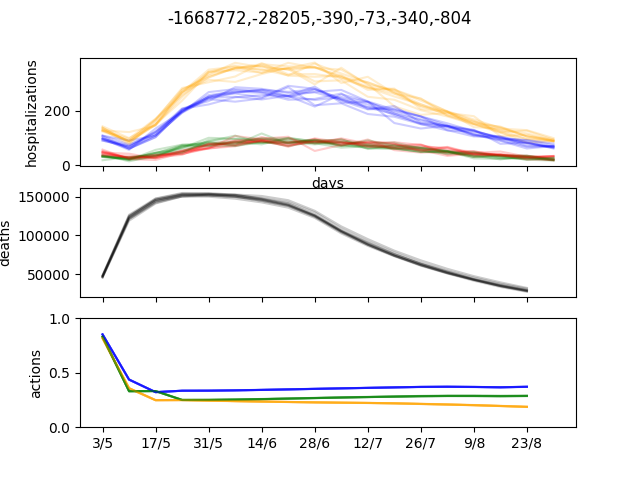 -1668772,-28205,-390,-73,-340,-804
hospitalizations
200
0
days
deaths
150000
100000
50000
actions
1.0
0.5
0.0
3/5 17/5 31/5 14/6 28/6 12/7 26/7 9/8 23/8